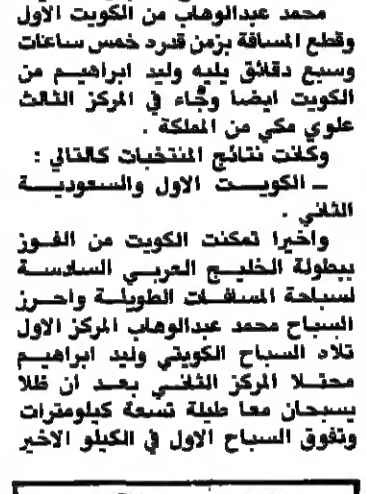 محمد عبدالوهاب من الكويت الاول
وقطع المسافة بزمن قدره خمس ساعات
وسبع دقائق يليه وليد ابراهيم من
الكويت ايضا وجاء في المركز الثالث
علوي مكي من المملكة .
وكانت نتائج المنتخبات كالتالي :
ـ الكويت الاول والسعودية
الثاني .
واخيرا تمكنت الكويت من الفوز
ببطولة الخليج العربي السادسة
لسباحة المسافات الطويلة واحرز
السباح محمد عبدالوهاب المركز الاول
تلاه السباح الكويتي وليد ابراهيم
محتلا المركز الثاني بعد ان ظلا
يسبحان معا طيلة تسعة كيلومترات
وتفوق السباح الاول في الكيلو الاخير